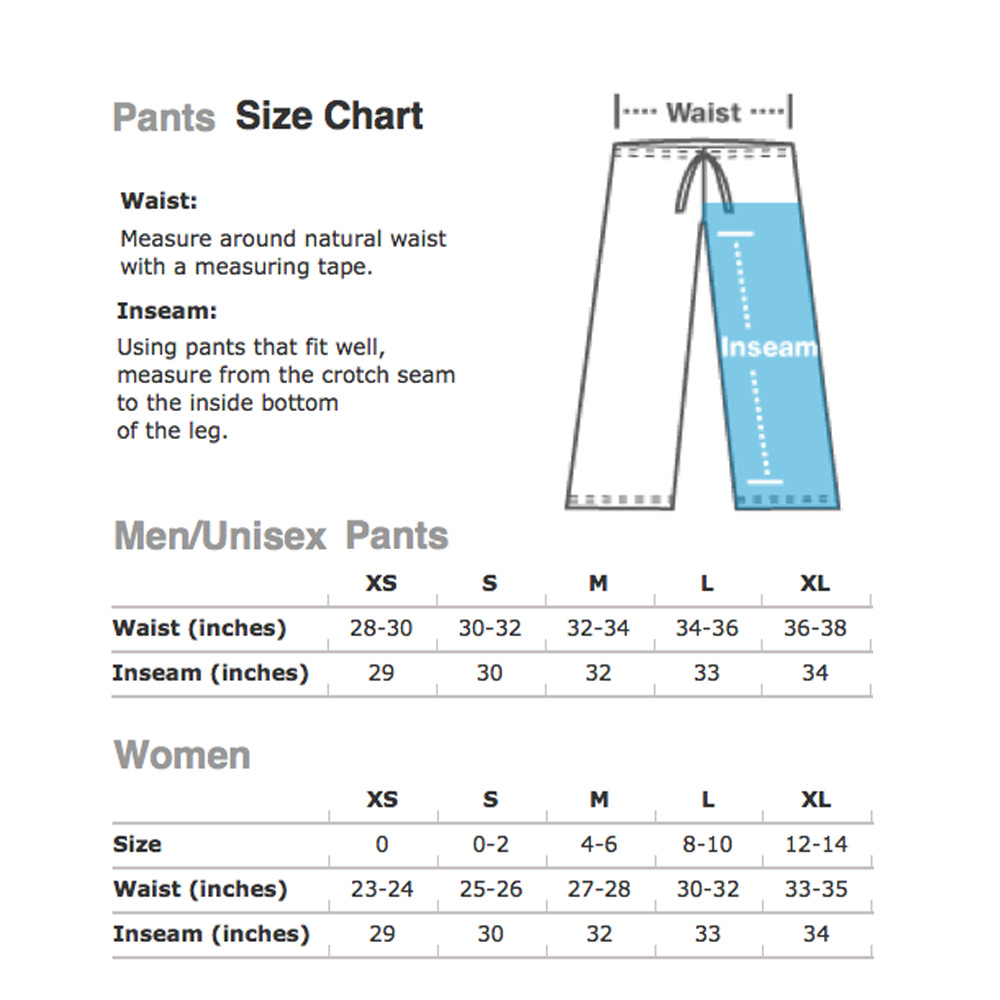 Pants Size Chart
Waist
Waist:
Measure around natural waist
with a measuring tape.
Inseam:
Using pants that fit well,
measure from the crotch seam
to the inside bottom
of the leg.
Inseam
Men/Unisex Pants
XS S M L XL
Waist (inches) 28-30 30-32 32-34 34-36 36-38
Inseam (inches) 29 30 32 33 34
Women
XS S M L XL
Size 0 0-2 4-6 8-10 12-14
Waist (inches) 23-24 25-26 27-28 30-32 33-35
Inseam (inches) 29 30 32 33 34